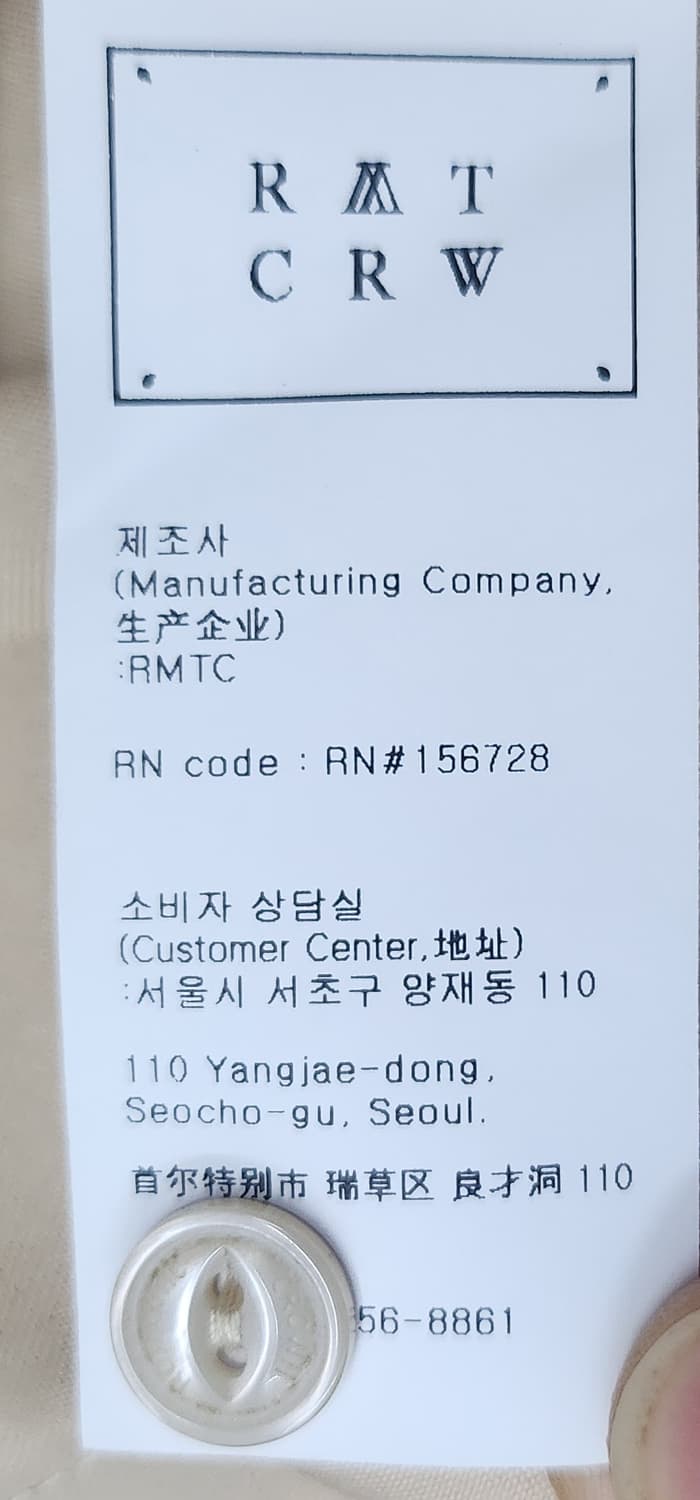 R M T
C R W
제조사
(Manufacturing Company,
生产企业)
:RMTC
RN code : RN#156728
소비자 상담실
(Customer Center,地址)
:서울시 서초구 양재동 110
110 Yangjae-dong,
Seocho-gu, Seoul.
首尔特别市 瑞草区 良才洞 110
56-8861